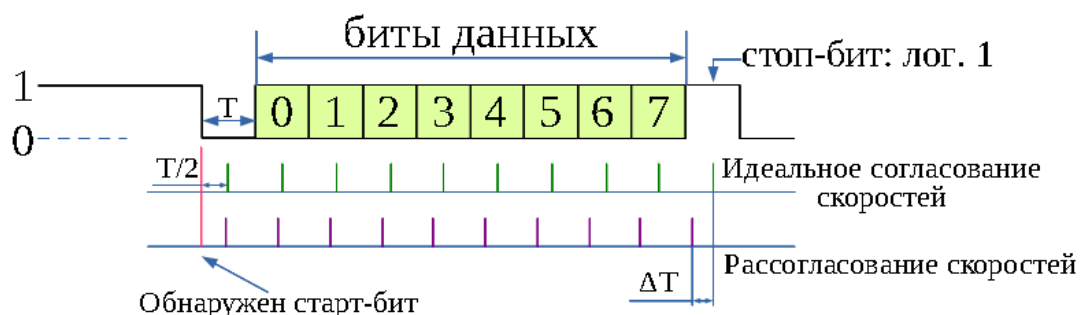 биты данных
стоп-бит: лог. 1
1
T
0 1 2 3 4 5 6 7
0
T/2
Идеальное согласование
скоростей
Рассогласование скоростей
ΔT
Обнаружен старт-бит